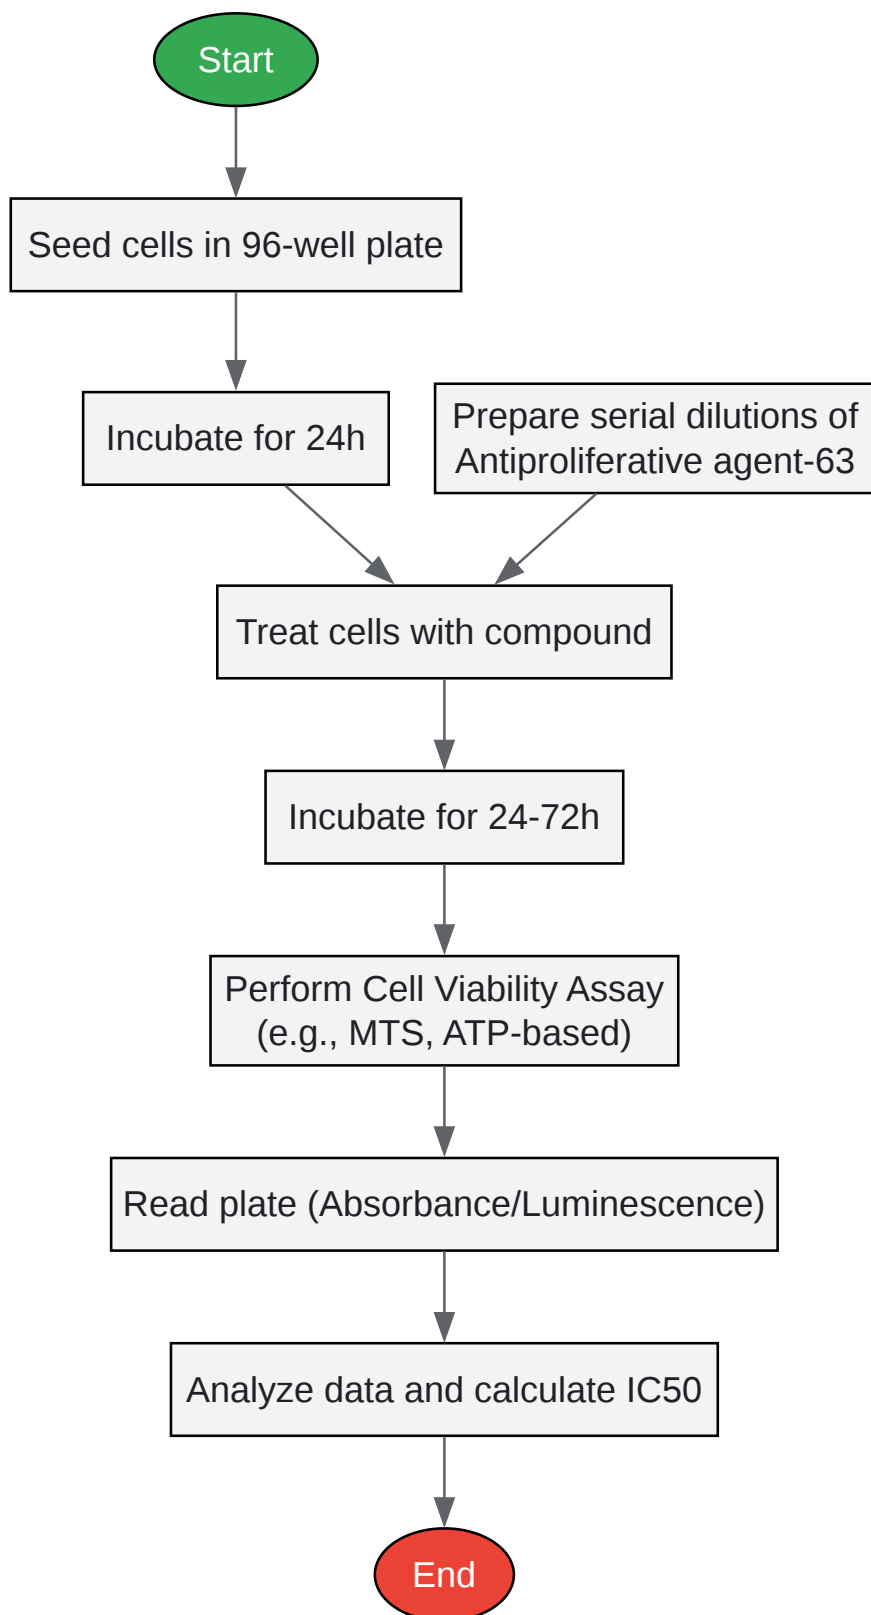 Start
Seed cells in 96-well plate
Incubate for 24h
Prepare serial dilutions of
Antiproliferative agent-63
Treat cells with compound
Incubate for 24-72h
Perform Cell Viability Assay
(e.g., MTS, ATP-based)
Read plate (Absorbance/Luminescence)
Analyze data and calculate IC50
End